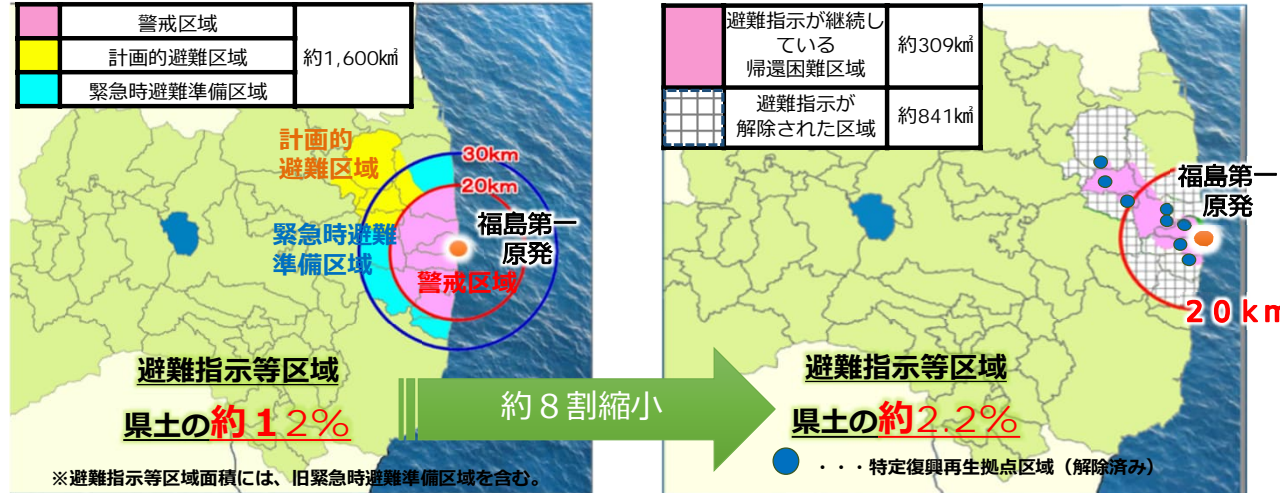 警戒区域
計画的避難区域
緊急時避難準備区域
約1,600㎢
計画的
避難区域
30km
20km
福島第一
原発
緊急時避難
準備区域
警戒区域
避難指示等区域
県土の約12%
※避難指示等区域面積には、旧緊急時避難準備区域を含む。
約8割縮小
避難指示が継続し
ている
帰還困難区域
約309㎢
避難指示が
解除された区域
約841㎢
福島第一
原発
20km
避難指示等区域
県土の約2.2%
・・・特定復興再生拠点区域（解除済み）